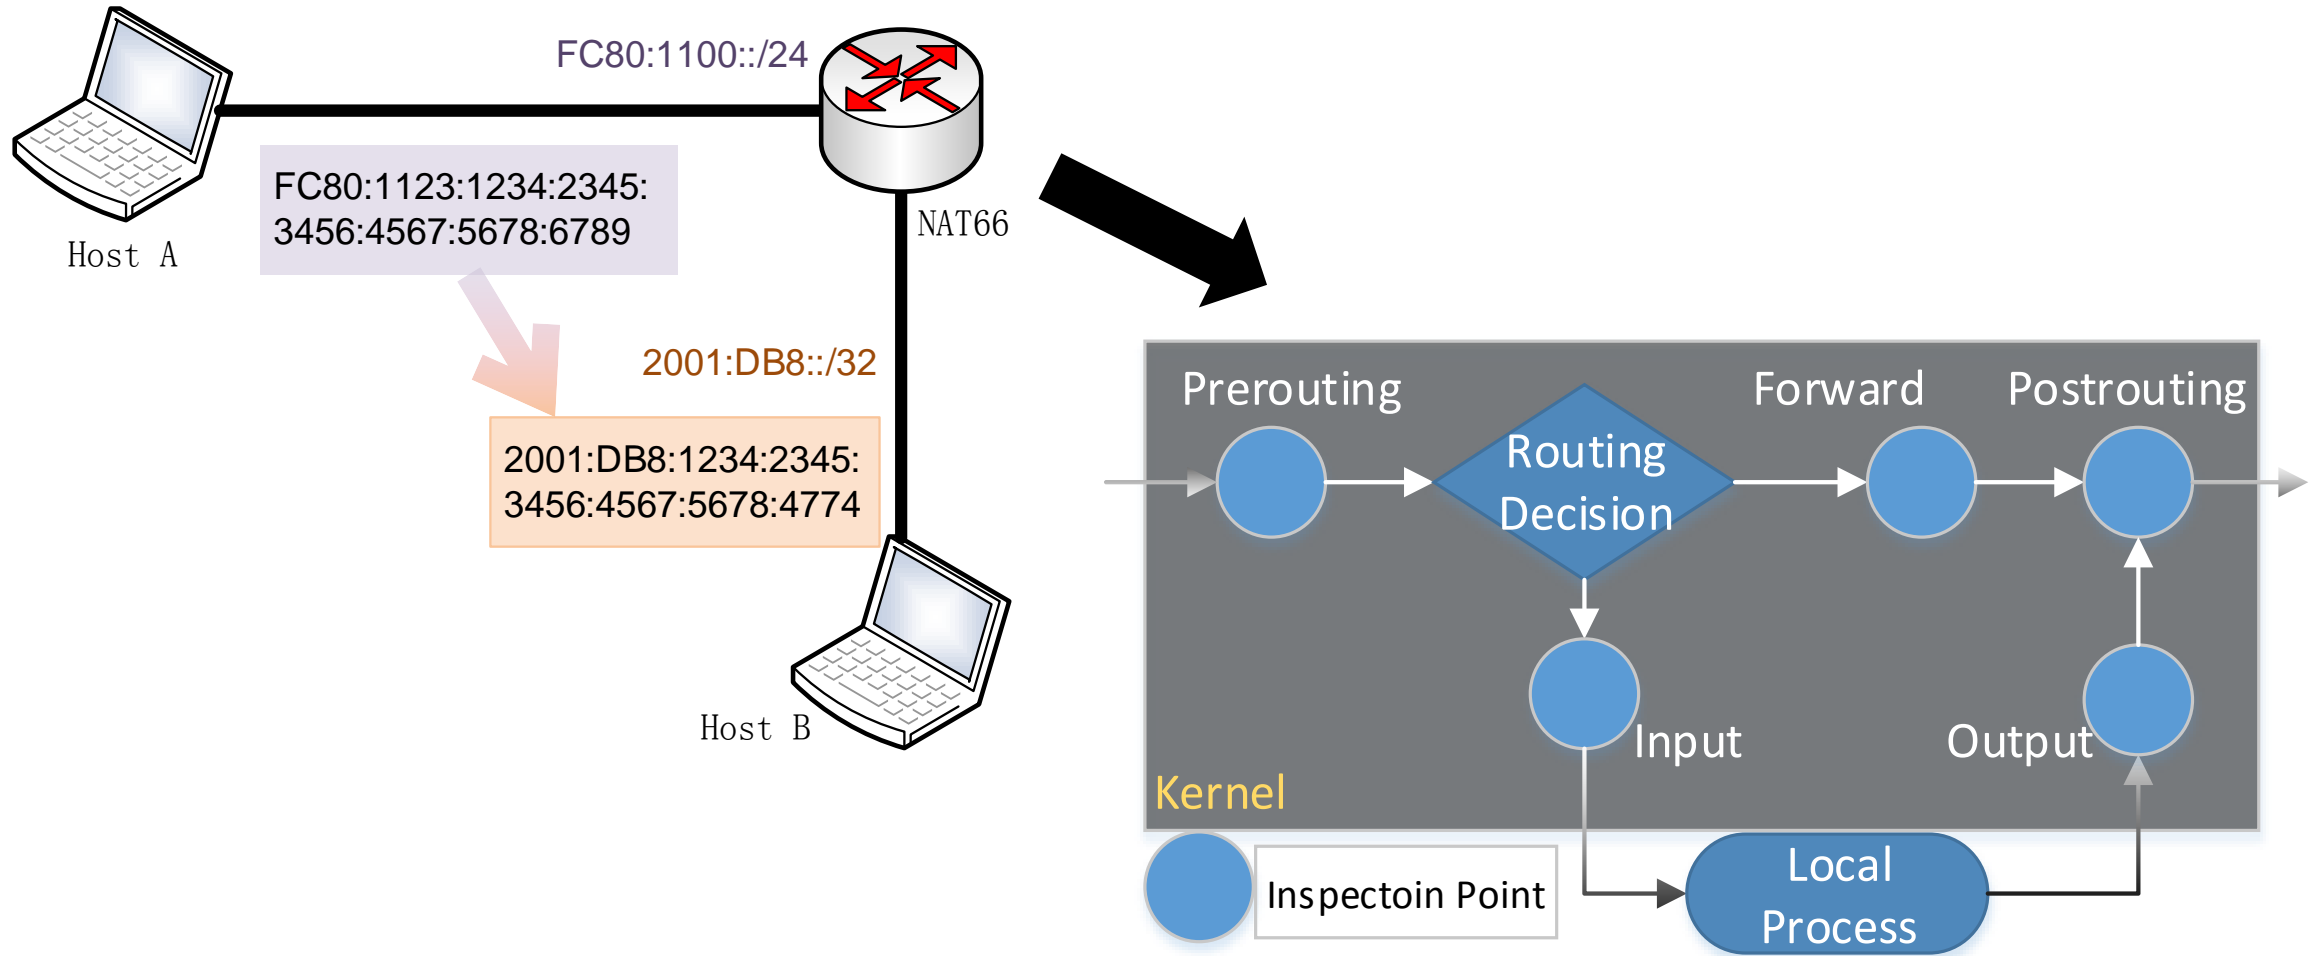 FC80:1100::/24
FC80:1123:1234:2345:
3456:4567:5678:6789
Host A
NAT66
2001:DB8::/32
2001:DB8:1234:2345:
3456:4567:5678:4774
Host B
Prerouting
Routing
Decision
Forward
Postrouting
Input
Output
Kernel
Inspectoin Point
Local
Process